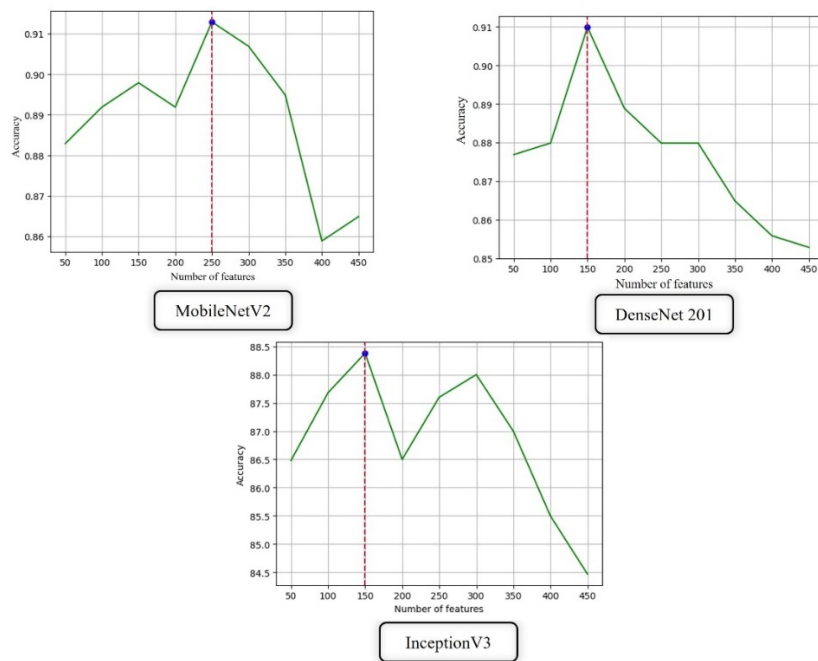 0.91
0.90
0.89
0.88
0.87
0.86
Accuracy
50 100 150 200 250 300 350 400 450
Number of features
MobileNetV2
0.91
0.90
0.89
0.88
0.87
0.86
0.85
Accuracy
50 100 150 200 250 300 350 400 450
Number of features
DenseNet 201
88.5
88.0
87.5
87.0
86.5
86.0
85.5
85.0
84.5
Accuracy
50 100 150 200 250 300 350 400 450
Number of features
InceptionV3